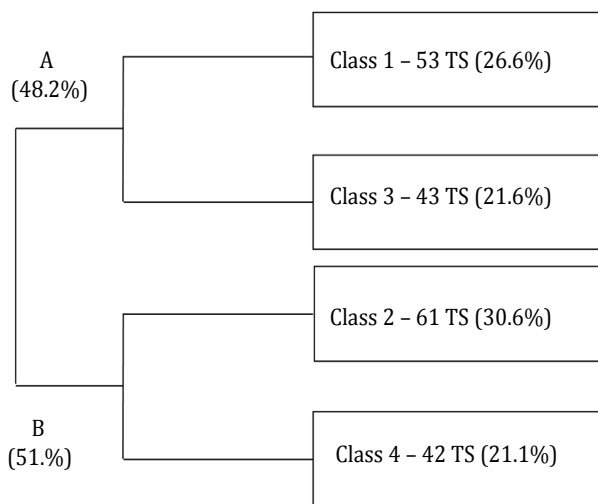 A
(48.2%)
Class 1 – 53 TS (26.6%)
Class 3 – 43 TS (21.6%)
Class 2 – 61 TS (30.6%)
B
(51.%)
Class 4 – 42 TS (21.1%)